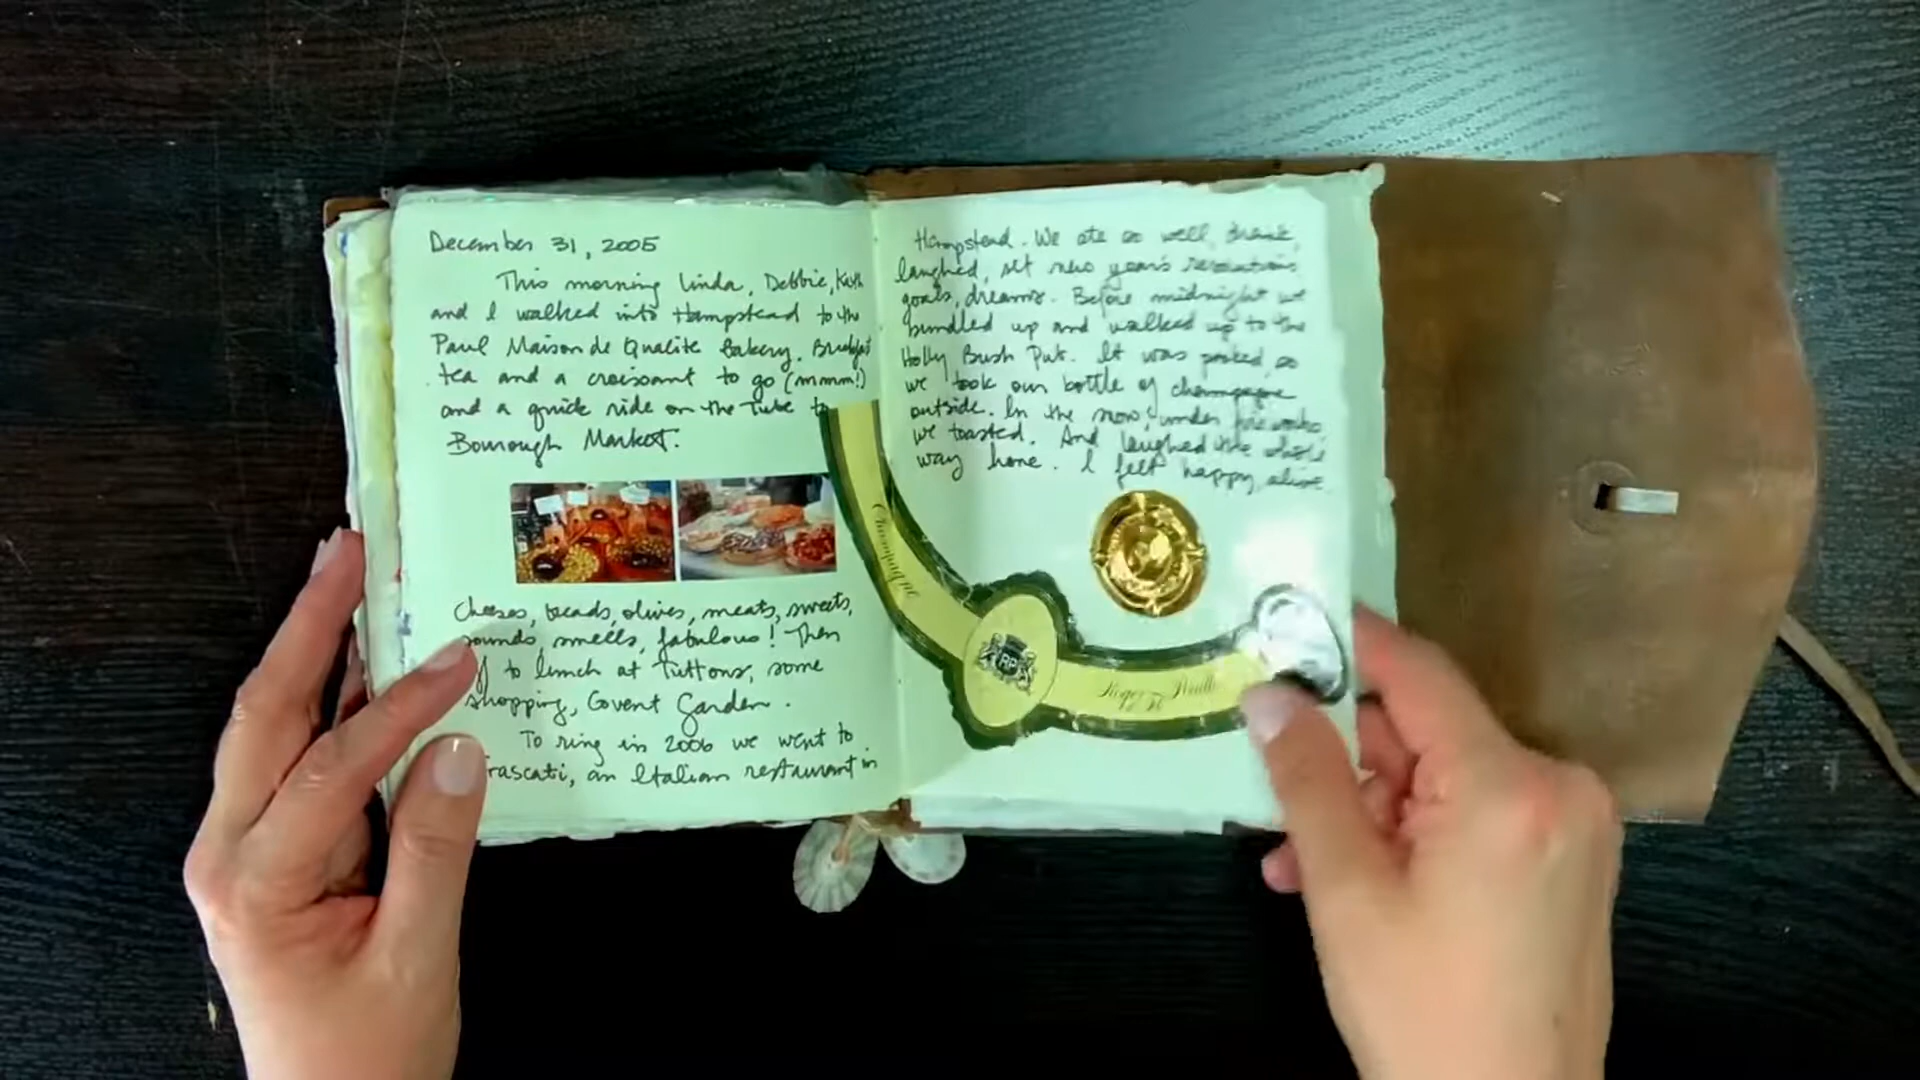 December 31, 2005
This morning Linda, Debbie, Keith
and I walked into Hampstead to the
Paul Maison de Qualite bakery. Breakfast
tea and a croissant to go (mmm!)
and a quick ride on the Tube to
Bourough Market.
Cheeses, breads, olives, meats, sweets,
sounds, smells, fabulous! Then
to lunch at Tuttons, some
shopping, Covent Garden.
To ring in 2006 we went to
rascati, an Italian restaurant in
Hampstead. We ate so well, drank,
laughed, set new year's resolutions
goals, dreams. Before midnight we
bundled up and walked up to the
Holly Bush Pub. It was packed, so
we took our bottle of champagne
outside. In the snow, under fireworks
we toasted. And laughed the whole
way home. I felt happy, alive.
Champagne
RP
Roger